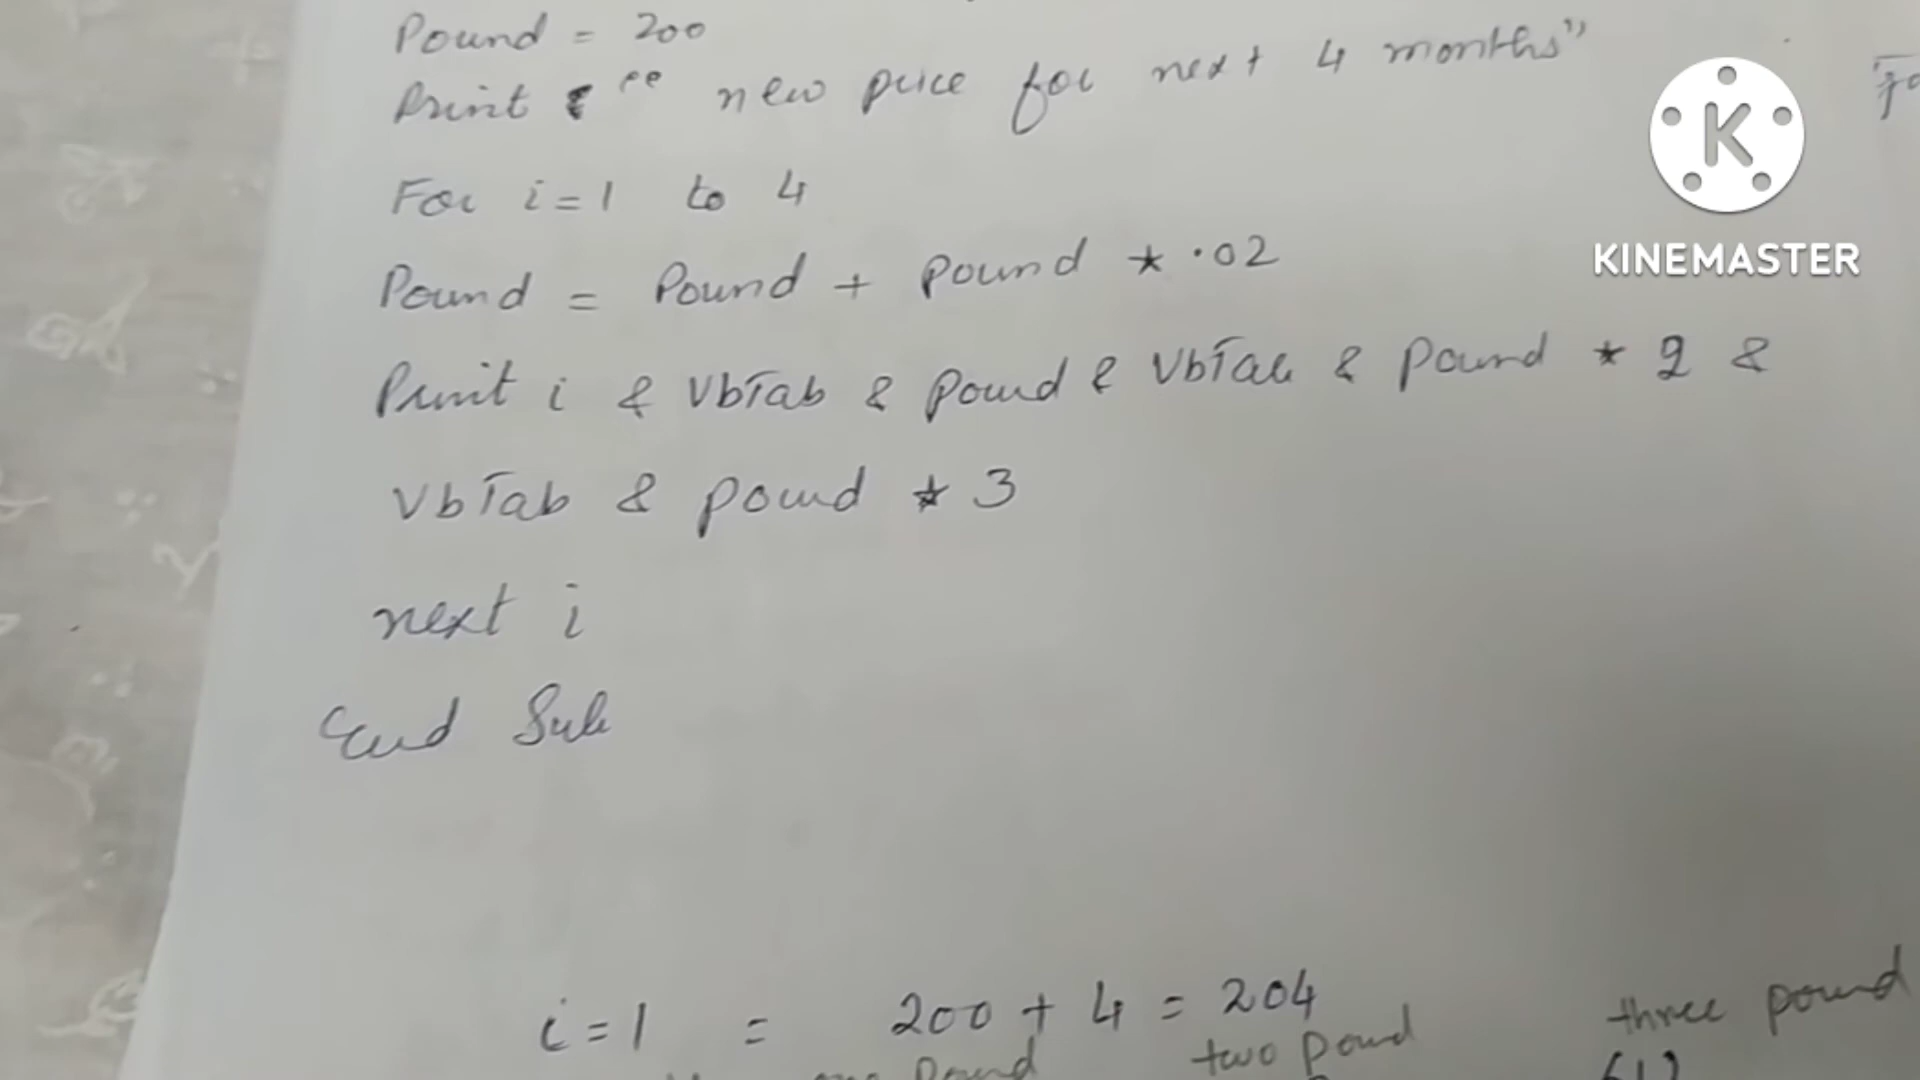 Pound = 200
Print " new price for next 4 months"
For i=1 to 4
Pound = Pound + Pound * .02
Print i & VbTab & Pound & VbTab & Pound * 2 &
VbTab & pound * 3
next i
End Sub
i=1 = 200 + 4 = 204
two pound
three pound
KINEMASTER